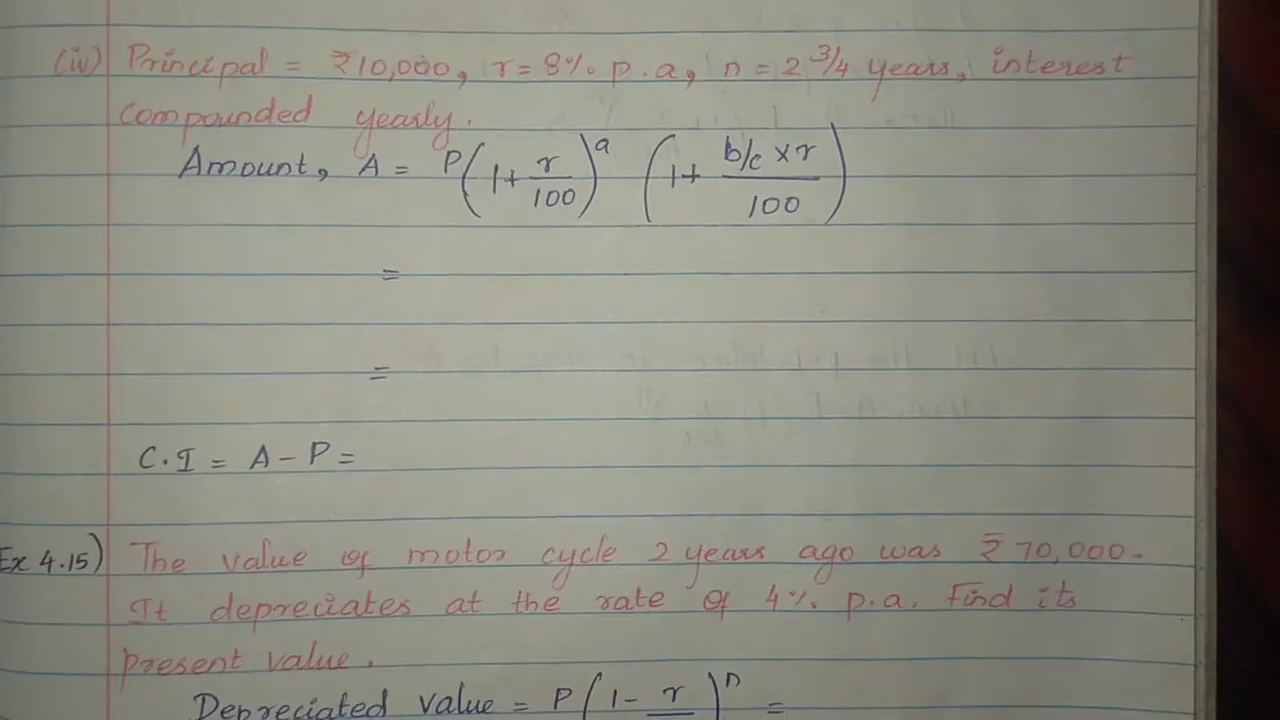 (iv) Principal = ₹10,000, r = 8% p.a, n = 2 3/4 years, interest
compounded yearly.
Amount, A = P(1 + r/100)^a (1 + (b/c × r)/100)
=
=
C.I = A - P =
Ex 4.15) The value of motor cycle 2 years ago was ₹70,000.
It depreciates at the rate of 4% p.a. Find its
present value.
Depreciated value = P(1 - r/ )^n =